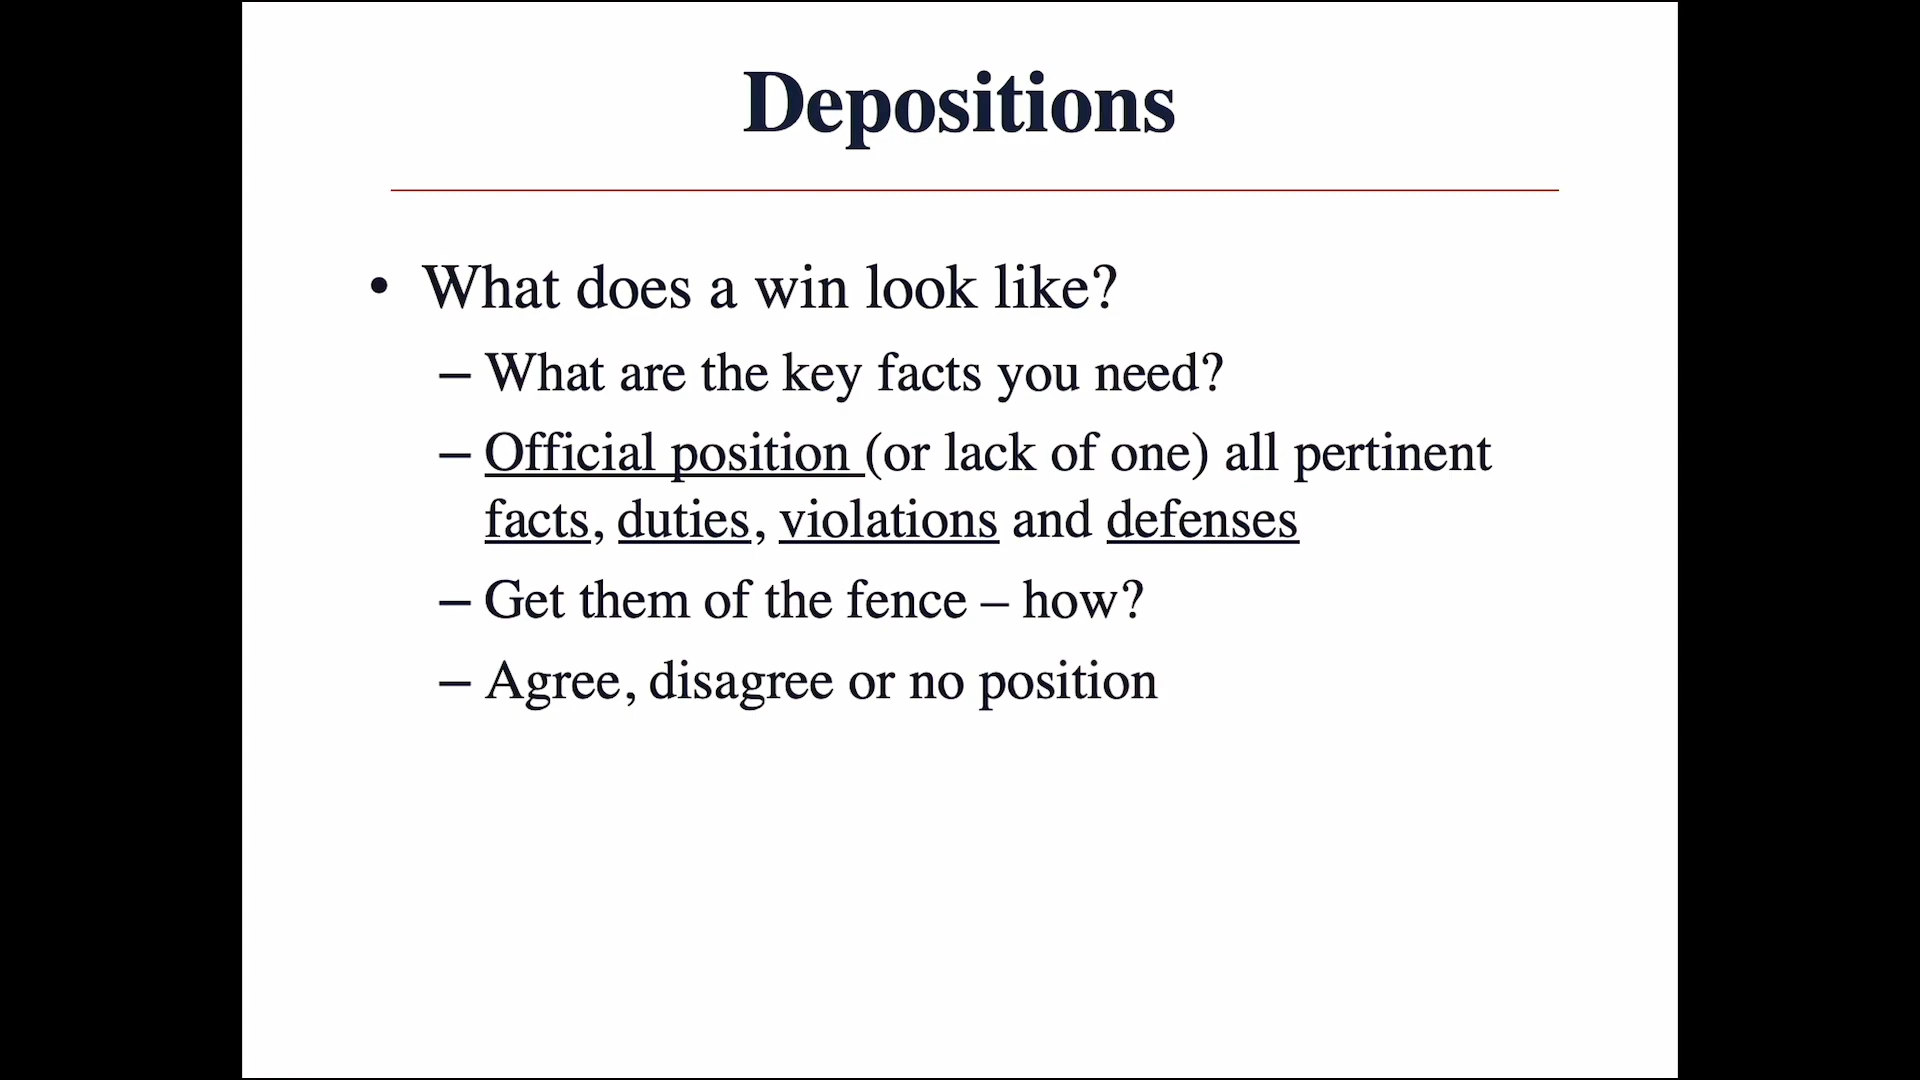 Depositions
• What does a win look like?
– What are the key facts you need?
– Official position (or lack of one) all pertinent
facts, duties, violations and defenses
– Get them of the fence – how?
– Agree, disagree or no position